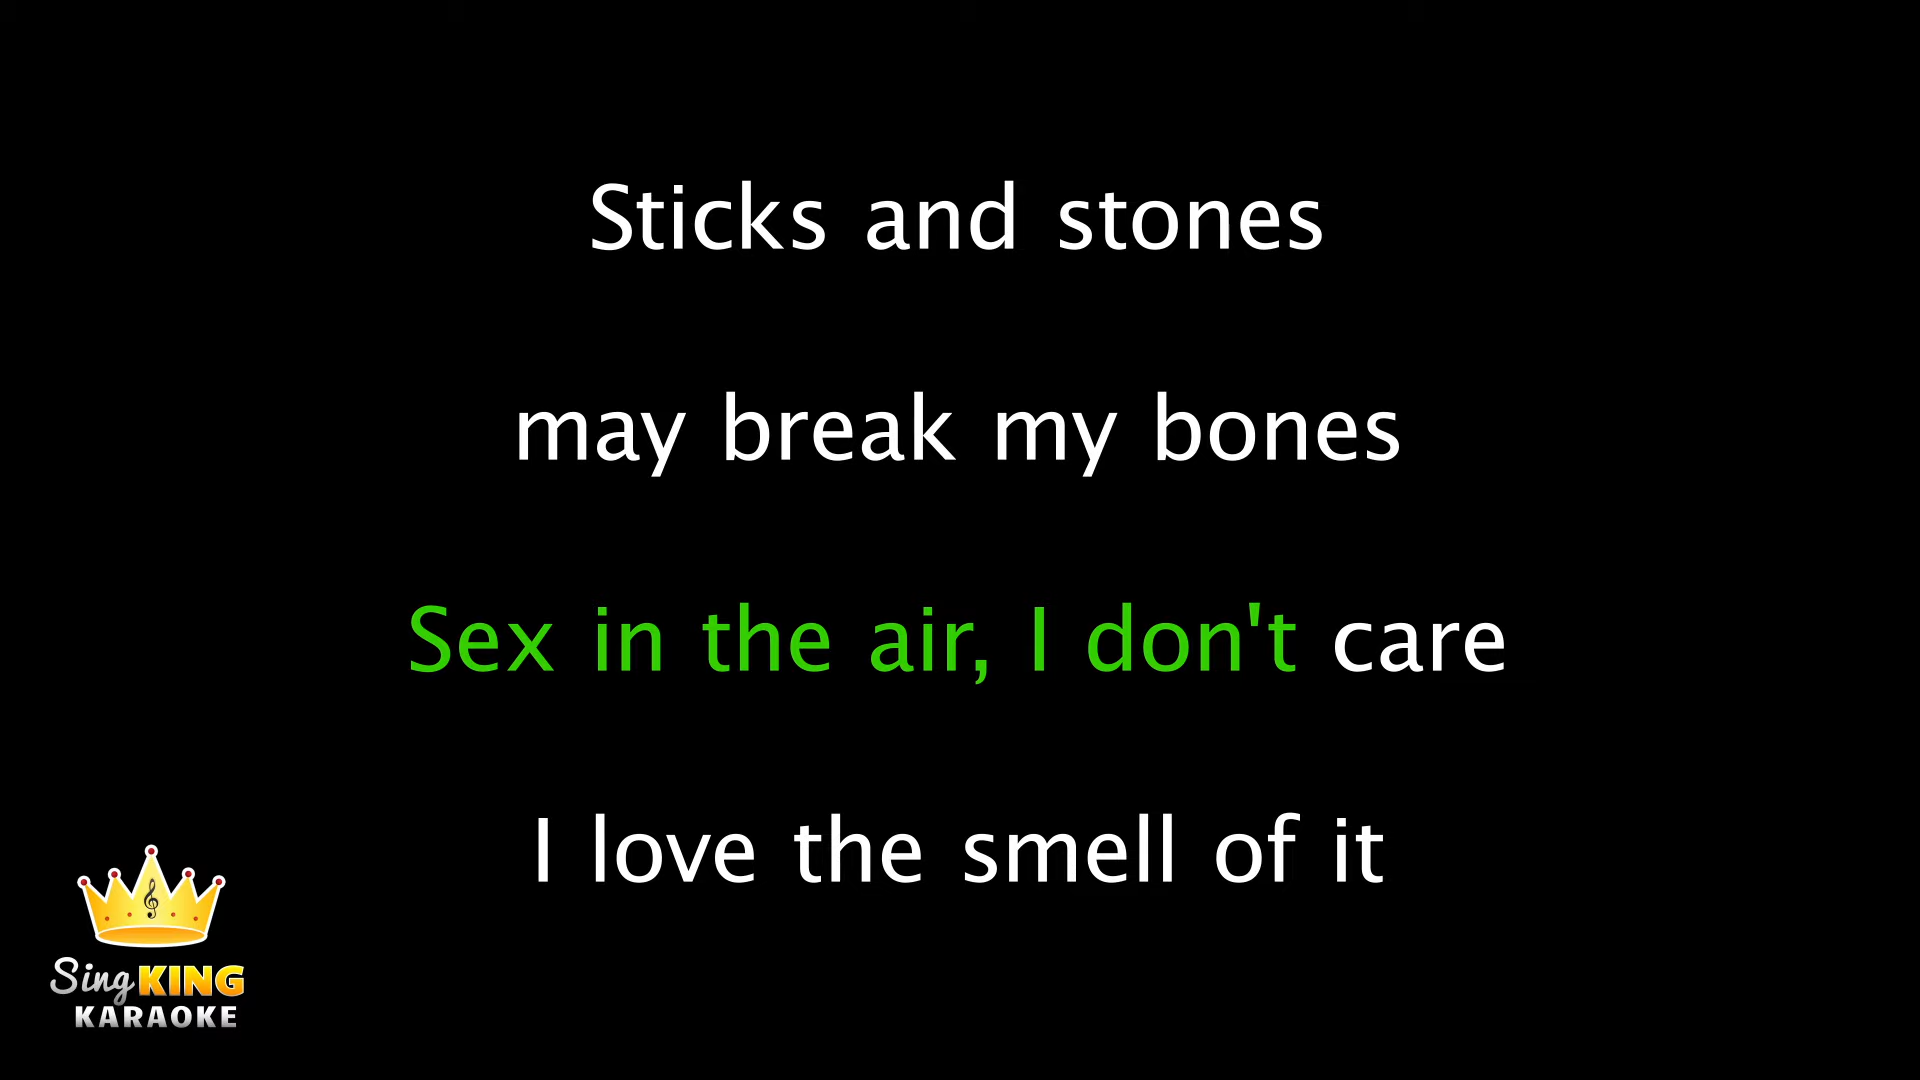 Sticks and stones
may break my bones
Sex in the air, I don't care
I love the smell of it
Sing KING
KARAOKE